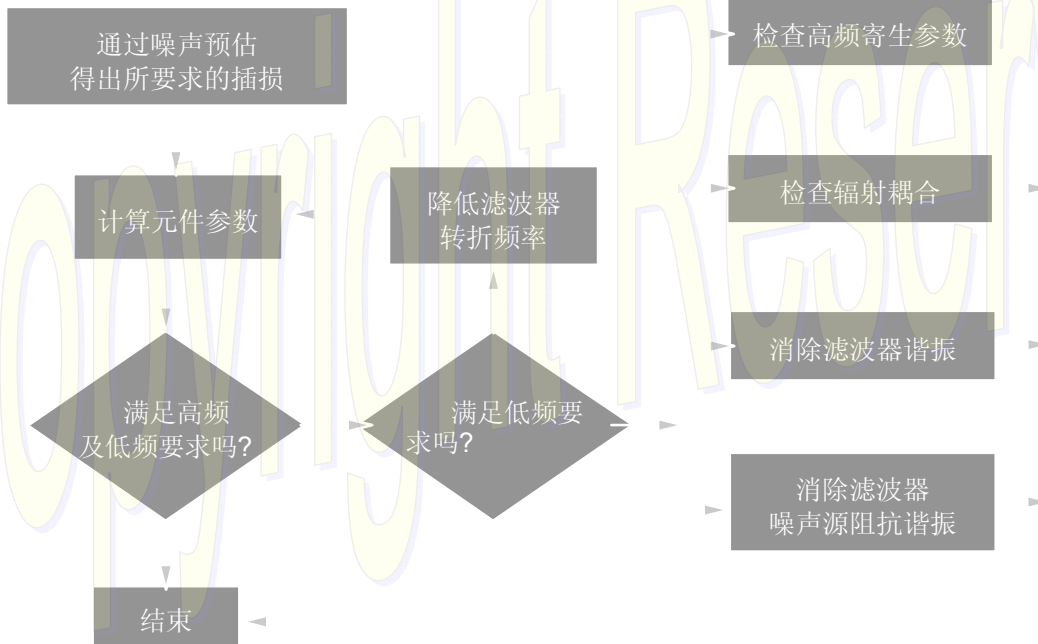 通过噪声预估
得出所要求的插损
计算元件参数
满足高频
及低频要求吗?
结束
降低滤波器
转折频率
满足低频要
求吗?
检查高频寄生参数
检查辐射耦合
消除滤波器谐振
消除滤波器
噪声源阻抗谐振
opyright Reser